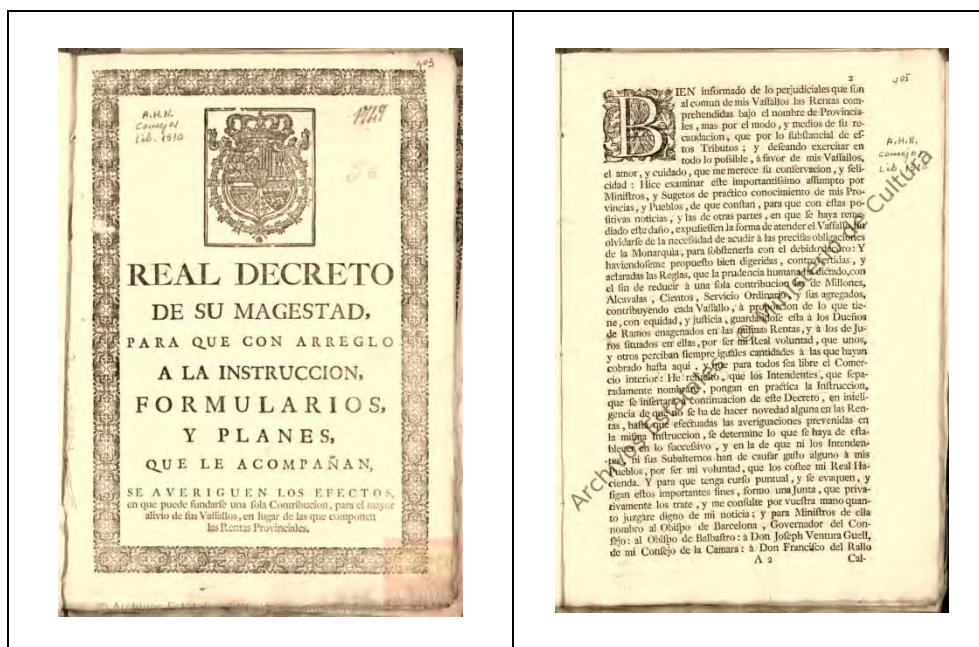 403
A.H.N.
Consejos
Lib. 1510
1749
REAL DECRETO
DE SU MAGESTAD,
PARA QUE CON ARREGLO
A LA INSTRUCCION,
FORMULARIOS,
Y PLANES,
QUE LE ACOMPAÑAN,
SE AVERIGUEN LOS EFECTOS,
en que puede fundarſe una ſola Contribucion, para el mayor
alivio de ſus Vaſſallos, en lugar de las que componen
las Rentas Provinciales.
© Archivos
2
405
A.H.N.
Consejos
Lib. 1510
BIEN informado de lo perjudiciales que ſon
al comun de mis Vaſſallos las Rentas com-
prehendidas bajo el nombre de Provincia-
les, mas por el modo, y medios de ſu re-
caudacion, que por lo ſubſtancial de eſ-
tos Tributos; y deſeando exercitar en
todo lo poſsible, à favor de mis Vaſſallos,
el amor, y cuidado, que me merece ſu conſervacion, y feli-
cidad: Hice examinar eſte importantiſsimo aſſumpto por
Miniſtros, y Sugetos de practico conocimiento de mis Pro-
vincias, y Pueblos, de que conſtan, para que con eſtas po-
ſitivas noticias, y las de otras partes, en que ſe haya reme-
diado eſte daño, expuſieſſen la forma de atender el Vaſſallo, ſin
olvidarſe de la neceſsidad de acudir à las preciſas obligaciones
de la Monarquia, para ſobſtenerla con el debido decoro: Y
haviendoſeme propueſto bien digeridas, controvertidas, y
aclaradas las Reglas, que la prudencia humana ha dictado, con
el fin de reducir à una ſola contribucion las de Millones,
Alcavalas, Cientos, Servicio Ordinario, y ſus agregados,
contribuyendo cada Vaſſallo, à proporcion de lo que tie-
ne, con equidad, y juſticia, guardandoſe eſta à los Dueños
de Ramos enagenados en las miſmas Rentas, y à los de Ju-
ros ſituados en ellas, por ſer mi Real voluntad, que unos,
y otros perciban ſiempre iguales cantidades à las que hayan
cobrado haſta aqui, y que para todos ſea libre el Comer-
cio interior: He reſuelto, que los Intendentes, que ſepa-
radamente nombraré, pongan en practica la Inſtruccion,
que ſe inſertará à continuacion de eſte Decreto, en inteli-
gencia de que no ſe ha de hacer novedad alguna en las Ren-
tas, haſta que efectuadas las averiguaciones prevenidas en
la miſma Inſtruccion, ſe determine lo que ſe haya de eſta-
blecer en lo ſucceſsivo, y en la de que ni los Intenden-
tes, ni ſus Subalternos han de cauſar gaſto alguno à mis
Pueblos, por ſer mi voluntad, que los coſtee mi Real Ha-
cienda. Y para que tenga curſo puntual, y ſe evaquen, y
ſigan eſtos importantes fines, formo una Junta, que priva-
tivamente los trate, y me conſulte por vueſtra mano quan-
to juzgàre digno de mi noticia; y para Miniſtros de ella
nombro al Obiſpo de Barcelona, Governador del Con-
ſejo: al Obiſpo de Balbaſtro: à Don Joſeph Ventura Guell,
de mi Conſejo de la Camara: à Don Franciſco del Rallo
A 2 Cal-
Archivos Estatales Ministerio de Cultura